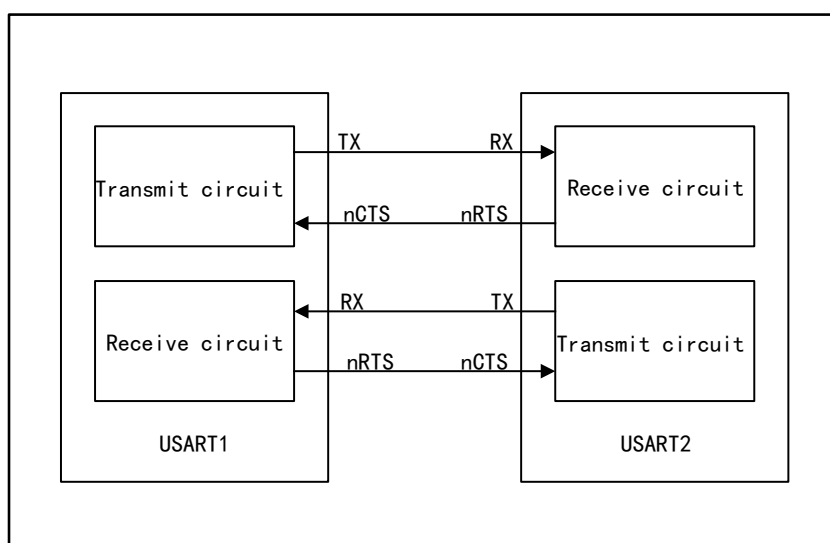 TX RX
Transmit circuit Receive circuit
nCTS nRTS
RX TX
Receive circuit Transmit circuit
nRTS nCTS
USART1 USART2